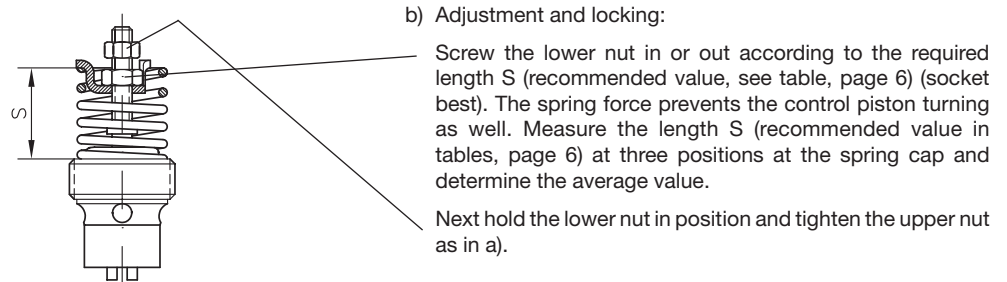 S
b) Adjustment and locking:
Screw the lower nut in or out according to the required
length S (recommended value, see table, page 6) (socket
best). The spring force prevents the control piston turning
as well. Measure the length S (recommended value in
tables, page 6) at three positions at the spring cap and
determine the average value.
Next hold the lower nut in position and tighten the upper nut
as in a).